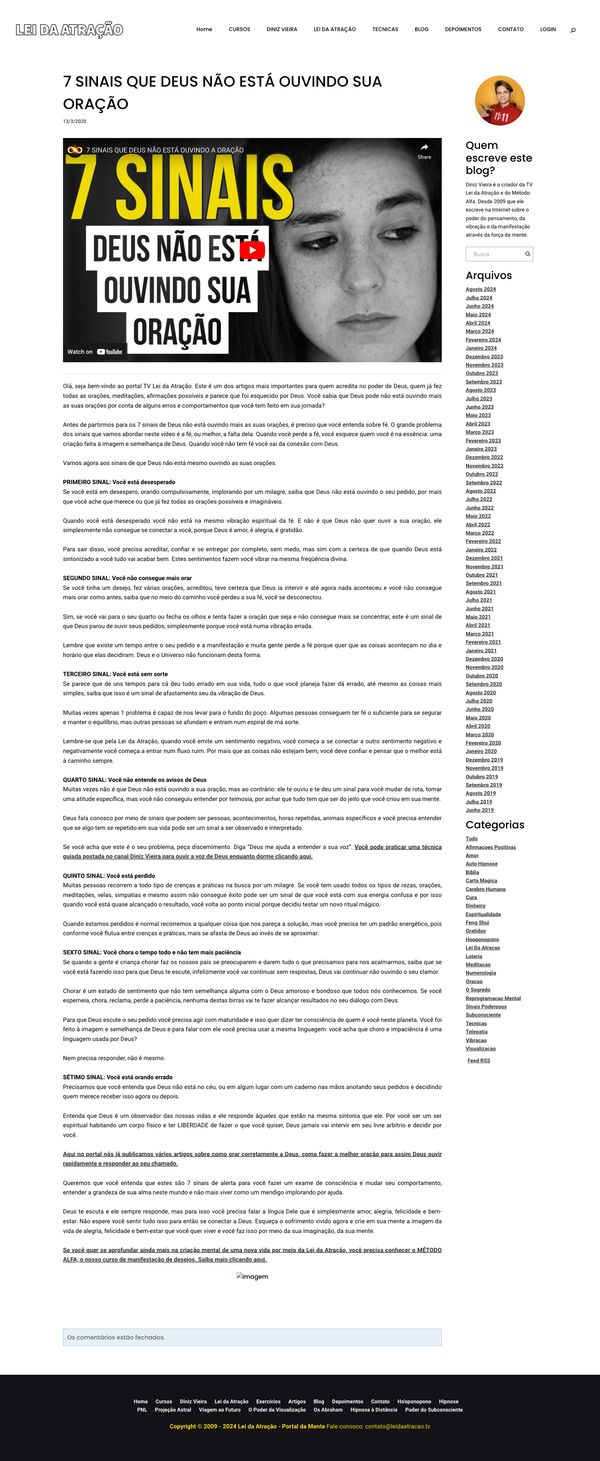 LEI DA ATRAÇÃO
Home CURSOS DINIZ VIEIRA LEI DA ATRAÇÃO TECNICAS BLOG DEPOIMENTOS CONTATO LOGIN
7 SINAIS QUE DEUS NÃO ESTÁ OUVINDO SUA
ORAÇÃO
13/3/2020
7 SINAIS QUE DEUS NÃO ESTÁ OUVINDO A ORAÇÃO
Share
7 SINAIS
DEUS NÃO ESTÁ
OUVINDO SUA
ORAÇÃO
Watch on YouTube
Olá, seja bem-vindo ao portal TV Lei da Atração. Este é um dos artigos mais importantes para quem acredita no poder de Deus, quem já fez
todas as orações, meditações, afirmações possíveis e parece que foi esquecido por Deus. Você sabia que Deus pode não está ouvindo mais
as suas orações por conta de alguns erros e comportamentos que você tem feito em sua jornada?
Antes de partirmos para os 7 sinais de Deus não está ouvindo mais as suas orações, é preciso que você entenda sobre fé. O grande problema
dos sinais que vamos abordar neste vídeo é a fé, ou melhor, a falta dela. Quando você perde a fé, você esquece quem você é na essência: uma
criação feita à imagem e semelhança de Deus. Quando você não tem fé você sai da conexão com Deus.
Vamos agora aos sinais de que Deus não está mesmo ouvindo as suas orações.
PRIMEIRO SINAL: Você está desesperado
Se você está em desespero, orando compulsivamente, implorando por um milagre, saiba que Deus não está ouvindo o seu pedido, por mais
que você ache que merece ou que já fez todas as orações possíveis e imagináveis.
Quando você está desesperado você não está na mesma vibração espiritual da fé. E não é que Deus não quer ouvir a sua oração, ele
simplesmente não consegue se conectar a você, porque Deus é amor, é alegria, é gratidão.
Para sair disso, você precisa acreditar, confiar e se entregar por completo, sem medo, mas sim com a certeza de que quando Deus está
sintonizado a você tudo vai acabar bem. Estes sentimentos fazem você vibrar na mesma freqüência divina.
SEGUNDO SINAL: Você não consegue mais orar
Se você tinha um desejo, fez várias orações, acreditou, teve certeza que Deus ia intervir e até agora nada aconteceu e você não consegue
mais orar como antes, saiba que no meio do caminho você perdeu a sua fé, você se desconectou.
Sim, se você vai para o seu quarto ou fecha os olhos e tenta fazer a oração que seja e não consegue mais se concentrar, este é um sinal de
que Deus parou de ouvir seus pedidos, simplesmente porque você está numa vibração errada.
Lembre que existe um tempo entre o seu pedido e a manifestação e muita gente perde a fé porque quer que as coisas aconteçam no dia e
horário que elas decidiram. Deus e o Universo não funcionam desta forma.
TERCEIRO SINAL: Você está sem sorte
Se parece que de uns tempos para cá deu tudo errado em sua vida, tudo o que você planeja fazer dá errado, até mesmo as coisas mais
simples, saiba que isso é um sinal de afastamento seu da vibração de Deus.
Muitas vezes apenas 1 problema é capaz de nos levar para o fundo do poço. Algumas pessoas conseguem ter fé o suficiente para se segurar
e manter o equilíbrio, mas outras pessoas se afundam e entram num espiral de má sorte.
Lembre-se que pela Lei da Atração, quando você emite um sentimento negativo, você começa a se conectar a outro sentimento negativo e
negativamente você começa a entrar num fluxo ruim. Por mais que as coisas não estejam bem, você deve confiar e pensar que o melhor está
à caminho sempre.
QUARTO SINAL: Você não entende os avisos de Deus
Muitas vezes não é que Deus não está ouvindo a sua oração, mas ao contrário: ele te ouviu e te deu um sinal para você mudar de rota, tomar
uma atitude específica, mas você não conseguiu entender por teimosia, por achar que tudo tem que ser do jeito que você criou em sua mente.
Deus fala conosco por meio de sinais que podem ser pessoas, acontecimentos, horas repetidas, animais específicos e você precisa entender
que se algo tem se repetido em sua vida pode ser um sinal a ser observado e interpretado.
Se você acha que este é o seu problema, peça discernimento. Diga "Deus me ajuda a entender a sua voz". Você pode praticar uma técnica
guiada postada no canal Diniz Vieira para ouvir a voz de Deus enquanto dorme clicando aqui.
QUINTO SINAL: Você está perdido
Muitas pessoas recorrem a todo tipo de crenças e práticas na busca por um milagre. Se você tem usado todos os tipos de rezas, orações,
meditações, velas, simpatias e mesmo assim não consegue êxito pode ser um sinal de que você está com sua energia confusa e por isso
quando você está quase alcançado o resultado, você volta ao ponto inicial porque decidiu testar um novo ritual mágico.
Quando estamos perdidos é normal recorrermos a qualquer coisa que nos pareça a solução, mas você precisa ter um padrão energético, pois
conforme você flutua entre crenças e práticas, mais se afasta de Deus ao invés de se aproximar.
SEXTO SINAL: Você chora o tempo todo e não tem mais paciência
Se quando a gente é criança chorar faz os nossos pais se preocuparem e darem tudo o que precisamos para nos acalmarmos, saiba que se
você está fazendo isso para que Deus te escute, infelizmente você vai continuar sem respostas, Deus vai continuar não ouvindo o seu clamor.
Chorar é um estado de sentimento que não tem semelhança alguma com o Deus amoroso e bondoso que todos nós conhecemos. Se você
esperneia, chora, reclama, perde a paciência, nenhuma destas birras vai te fazer alcançar resultados no seu diálogo com Deus.
Para que Deus escute o seu pedido você precisa agir com maturidade e isso quer dizer ter consciência de quem é você neste planeta. Você foi
feito à imagem e semelhança de Deus e para falar com ele você precisa usar a mesma linguagem: você acha que choro e impaciência é uma
linguagem usada por Deus?
Nem precisa responder, não é mesmo.
SÉTIMO SINAL: Você está orando errado
Precisamos que você entenda que Deus não está no céu, ou em algum lugar com um caderno nas mãos anotando seus pedidos e decidindo
quem merece receber isso agora ou depois.
Entenda que Deus é um observador das nossas vidas e ele responde àqueles que estão na mesma sintonia que ele. Por você ser um ser
espiritual habitando um corpo físico e ter LIBERDADE de fazer o que você quiser, Deus jamais vai intervir em seu livre arbítrio e decidir por
você.
Aqui no portal nós já publicamos vários artigos sobre como orar corretamente a Deus, como fazer a melhor oração para assim Deus ouvir
rapidamente e responder ao seu chamado.
Queremos que você entenda que estes são 7 sinais de alerta para você fazer um exame de consciência e mudar seu comportamento,
entender a grandeza de sua alma neste mundo e não mais viver como um mendigo implorando por ajuda.
Deus te escuta e ele sempre responde, mas para isso você precisa falar a língua Dele que é simplesmente amor, alegria, felicidade e bem-
estar. Não espere você sentir tudo isso para então se conectar a Deus. Esqueça o sofrimento vivido agora e crie em sua mente a imagem da
vida de alegria, felicidade e bem-estar que você quer viver e você faz isso por meio da sua imaginação, da sua mente.
Se você quer se aprofundar ainda mais na criação mental de uma nova vida por meio da Lei da Atração, você precisa conhecer o MÉTODO
ALFA, o nosso curso de manifestação de desejos. Saiba mais clicando aqui.
Imagem
Os comentários estão fechados.
11:11
Quem
escreve este
blog?
Diniz Vieira é o criador da TV
Lei da Atração e do Método
Alfa. Desde 2009 que ele
escreve na Internet sobre o
poder do pensamento, da
vibração e da manifestação
através da força da mente.
Busca
Arquivos
Agosto 2024
Julho 2024
Junho 2024
Maio 2024
Abril 2024
Março 2024
Fevereiro 2024
Janeiro 2024
Dezembro 2023
Novembro 2023
Outubro 2023
Setembro 2023
Agosto 2023
Julho 2023
Junho 2023
Maio 2023
Abril 2023
Março 2023
Fevereiro 2023
Janeiro 2023
Dezembro 2022
Novembro 2022
Outubro 2022
Setembro 2022
Agosto 2022
Julho 2022
Junho 2022
Maio 2022
Abril 2022
Março 2022
Fevereiro 2022
Janeiro 2022
Dezembro 2021
Novembro 2021
Outubro 2021
Setembro 2021
Agosto 2021
Julho 2021
Junho 2021
Maio 2021
Abril 2021
Março 2021
Fevereiro 2021
Janeiro 2021
Dezembro 2020
Novembro 2020
Outubro 2020
Setembro 2020
Agosto 2020
Julho 2020
Junho 2020
Maio 2020
Abril 2020
Março 2020
Fevereiro 2020
Janeiro 2020
Dezembro 2019
Novembro 2019
Outubro 2019
Setembro 2019
Agosto 2019
Julho 2019
Junho 2019
Categorias
Tudo
Afirmacoes Positivas
Amor
Auto Hipnose
Bíblia
Carta Magica
Cerebro Humano
Cura
Dinheiro
Espiritualidade
Feng Shui
Gratidao
Hooponopono
Lei Da Atracao
Loteria
Meditacao
Numerologia
Oracao
O Segredo
Reprogramacao Mental
Sinais Poderosos
Subconsciente
Tecnicas
Telepatia
Vibracao
Visualizacao
Feed RSS
Home Cursos Diniz Vieira Lei da Atração Exercícios Artigos Blog Depoimentos Contato Ho'oponopono Hipnose
PNL Projeção Astral Viagem ao Futuro O Poder da Visualização Os Abraham Hipnose à Distância Poder do Subconsciente
Copyright © 2009 - 2024 Lei da Atração - Portal da Mente Fale conosco: contato@leidaatracao.tv